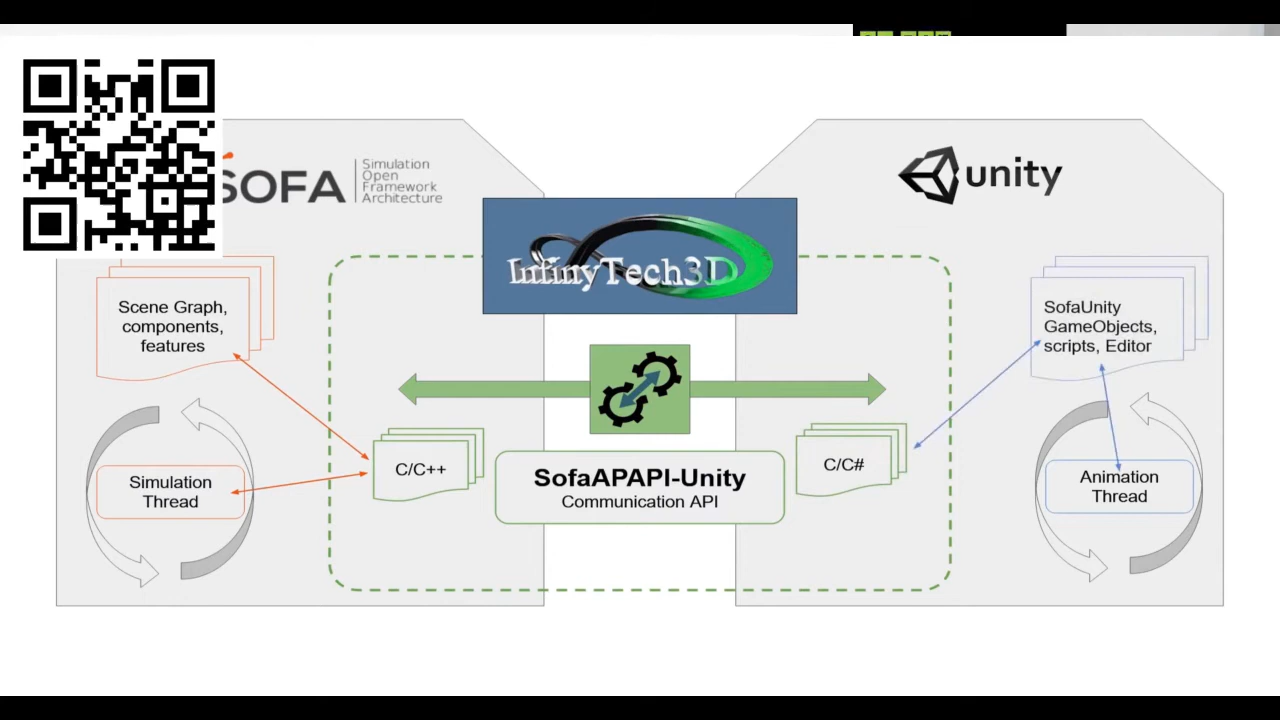 SOFA
Simulation
Open
Framework
Architecture
unity
InfinyTech3D
Scene Graph,
components,
features
SofaUnity
GameObjects,
scripts, Editor
C/C++
C/C#
SofaAPAPI-Unity
Communication API
Simulation
Thread
Animation
Thread